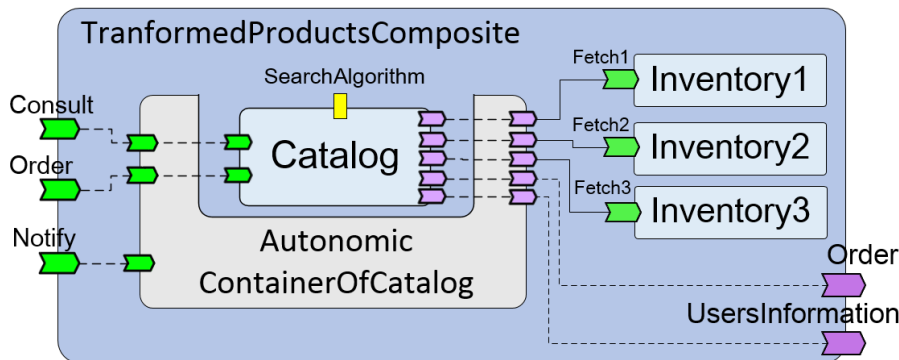 TranformedProductsComposite
SearchAlgorithm
Fetch1
Inventory1
Consult
Catalog
Fetch2
Inventory2
Order
Fetch3
Inventory3
Notify
Autonomic
ContainerOfCatalog
Order
UsersInformation